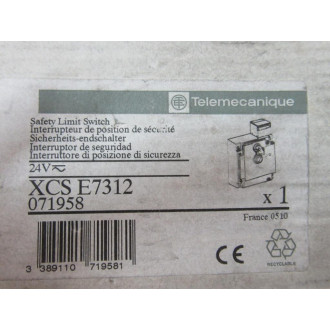 Telemecanique
Safety Limit Switch
Interrupteur de position de sécurité
Sicherheits-endschalter
Interruptor de seguridad
Interruttore di posizione di sicurezza
24V
XCS E7312
071958
x 1
France 0510
CE
RECYCLABLE
3 389110 719581